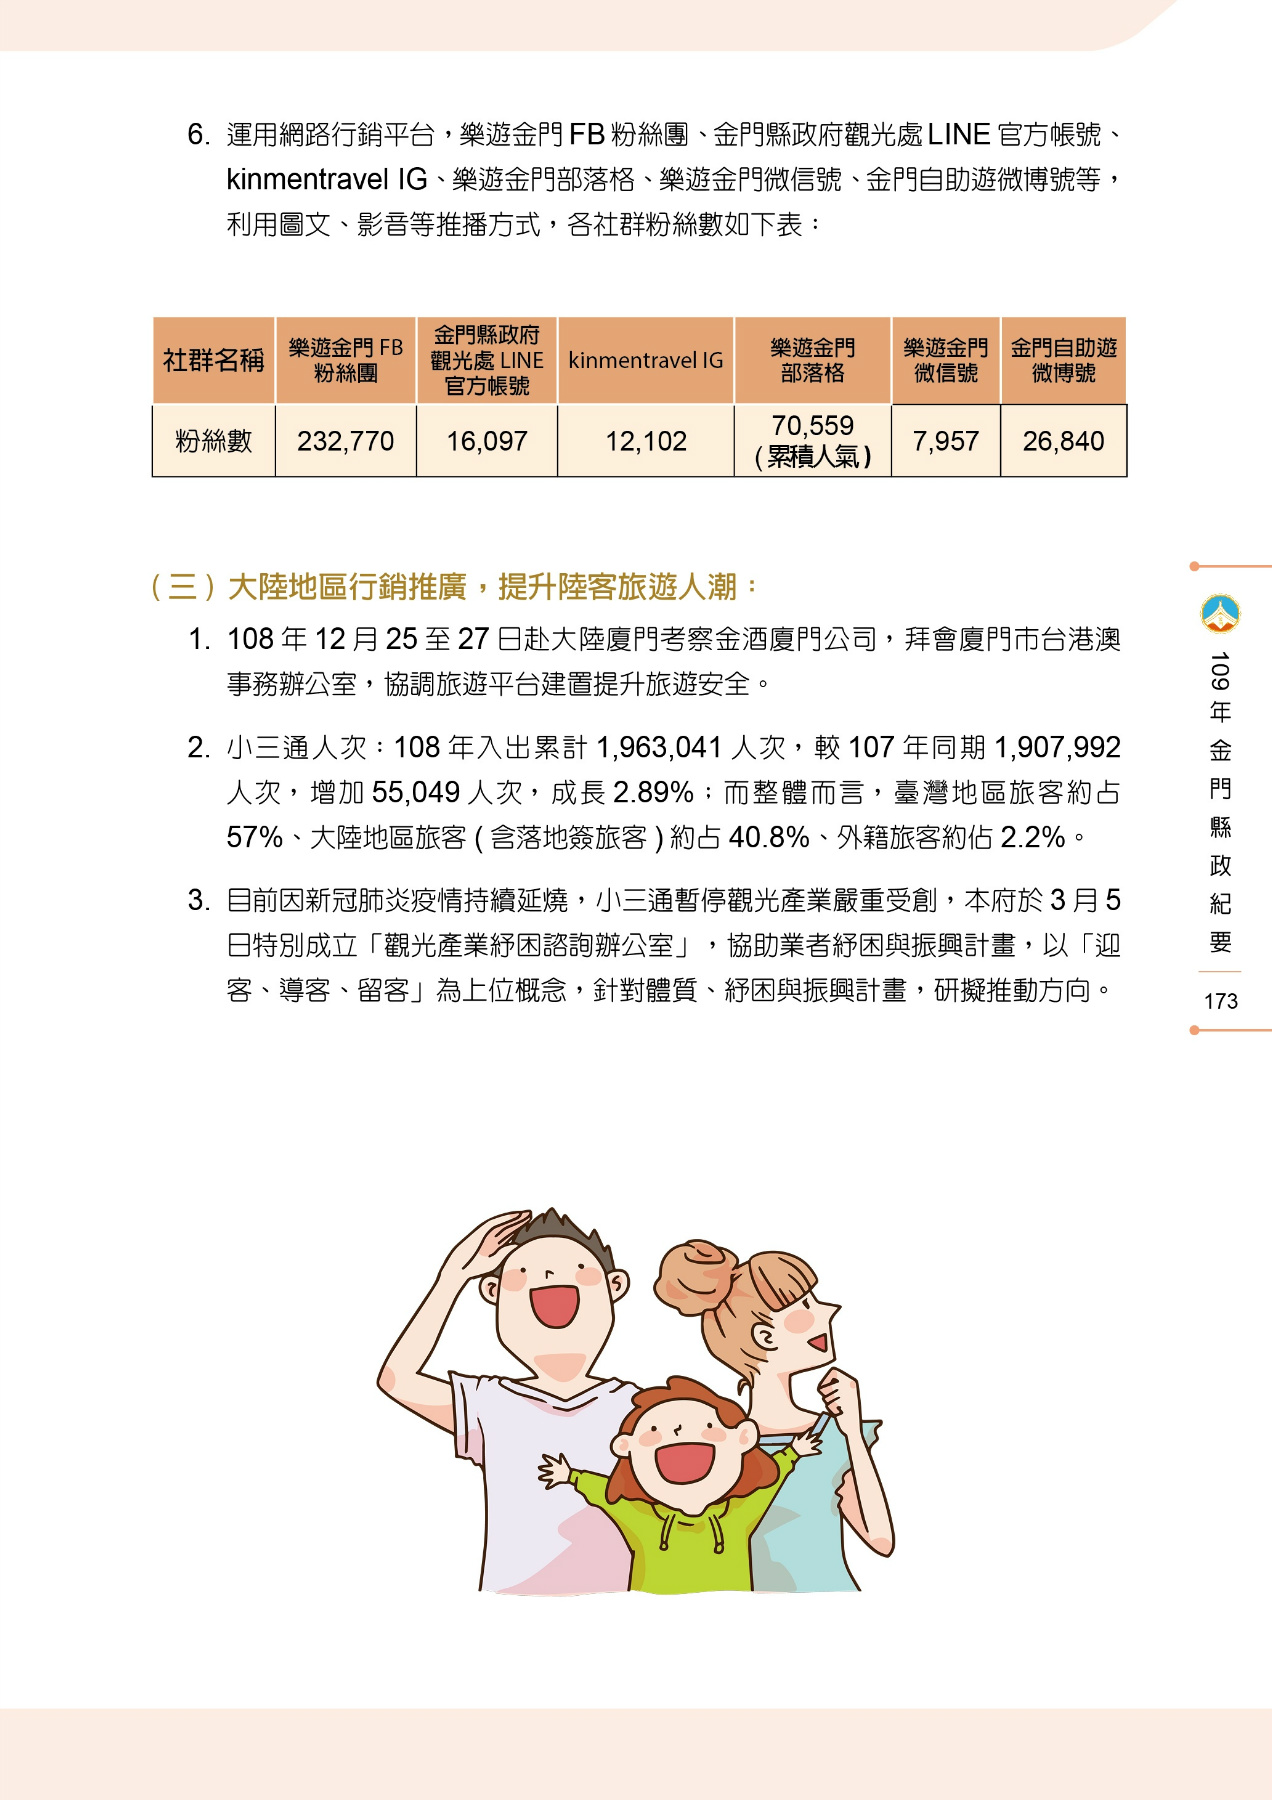 6. 運用網路行銷平台，樂遊金門 FB 粉絲團、金門縣政府觀光處 LINE 官方帳號、
kinmentravel IG、樂遊金門部落格、樂遊金門微信號、金門自助遊微博號等，
利用圖文、影音等推播方式，各社群粉絲數如下表：
社群名稱
樂遊金門 FB
粉絲團
金門縣政府
觀光處 LINE
官方帳號
kinmentravel IG
樂遊金門
部落格
樂遊金門
微信號
金門自助遊
微博號
粉絲數
232,770
16,097
12,102
70,559
( 累積人氣 )
7,957
26,840
（三）大陸地區行銷推廣，提升陸客旅遊人潮：
1. 108 年 12 月 25 至 27 日赴大陸廈門考察金酒廈門公司，拜會廈門市台港澳
事務辦公室，協調旅遊平台建置提升旅遊安全。
2. 小三通人次：108 年入出累計 1,963,041 人次，較 107 年同期 1,907,992
人次，增加 55,049 人次，成長 2.89%；而整體而言，臺灣地區旅客約占
57%、大陸地區旅客 ( 含落地簽旅客 ) 約占 40.8%、外籍旅客約佔 2.2%。
3. 目前因新冠肺炎疫情持續延燒，小三通暫停觀光產業嚴重受創，本府於 3 月 5
日特別成立「觀光產業紓困諮詢辦公室」，協助業者紓困與振興計畫，以「迎
客、導客、留客」為上位概念，針對體質、紓困與振興計畫，研擬推動方向。
109年金門縣政紀要
173